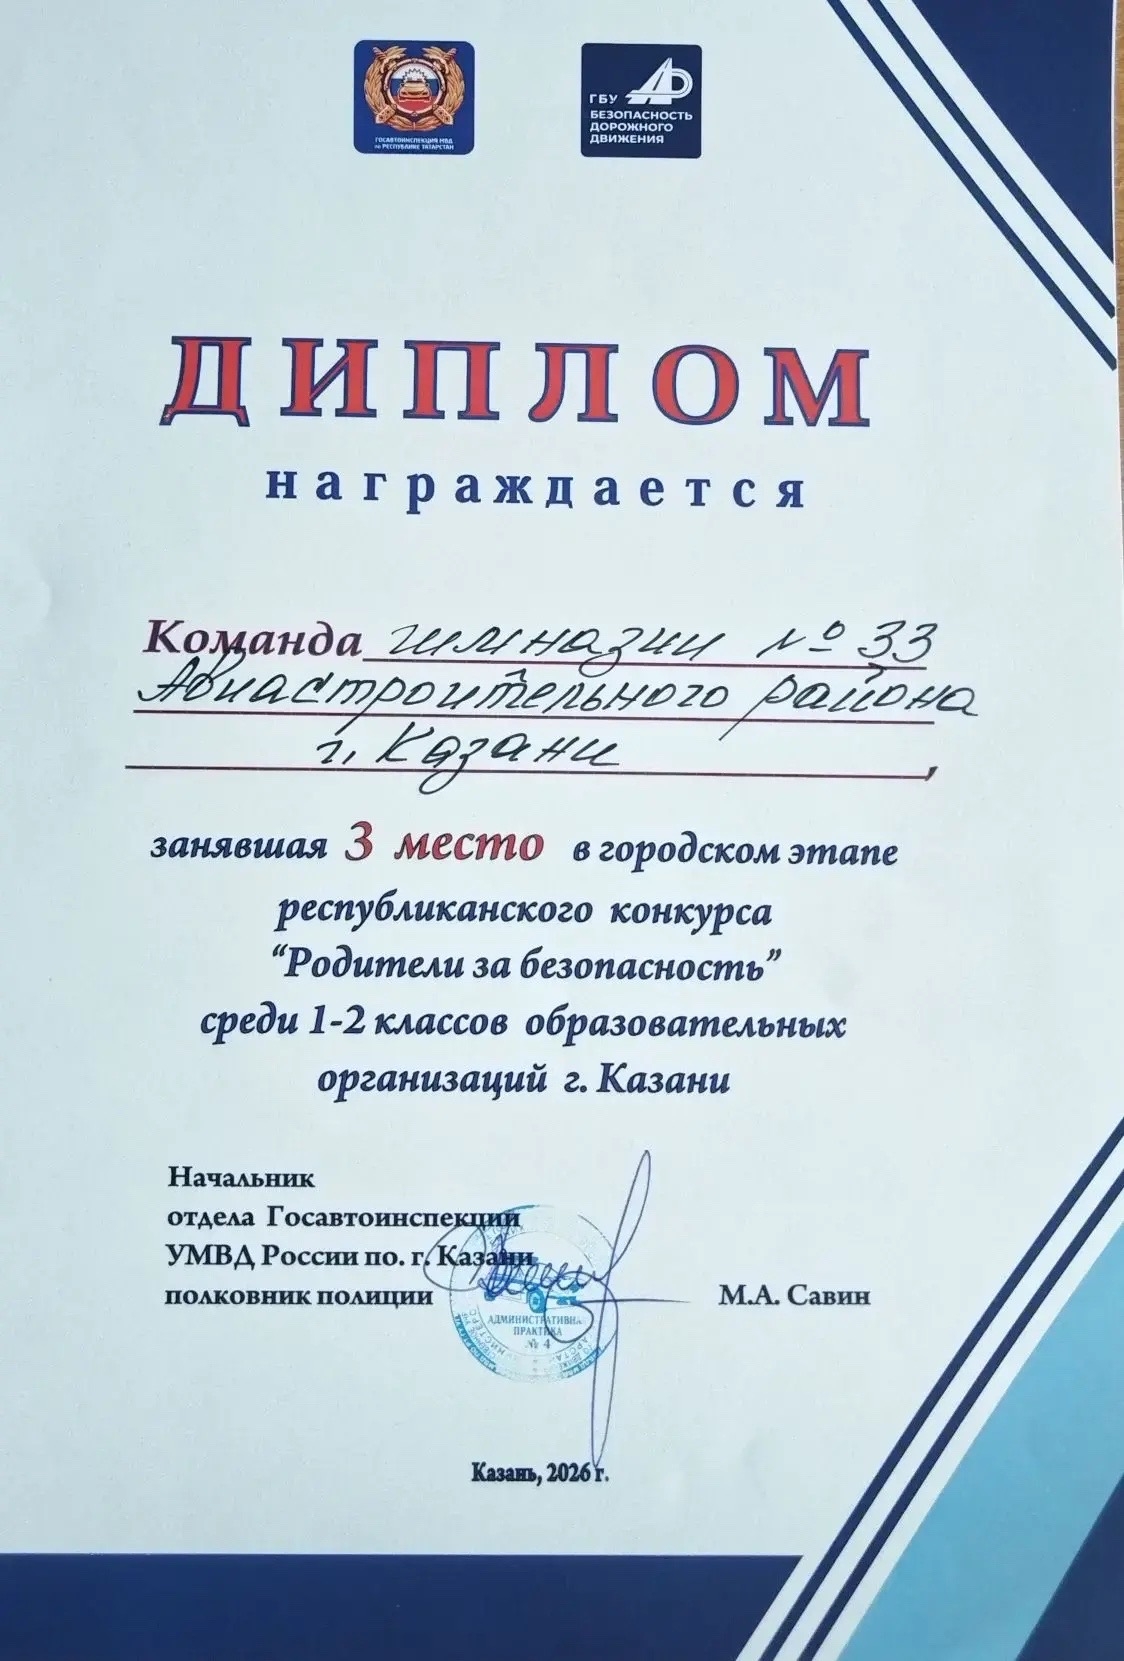 ГОСАВТОИНСПЕКЦИЯ МВД
по РЕСПУБЛИКЕ ТАТАРСТАН
ГБУ
БЕЗОПАСНОСТЬ
ДОРОЖНОГО
ДВИЖЕНИЯ
ДИПЛОМ
награждается
Команда гимназии № 33
Авиастроительного района
г. Казани,
занявшая 3 место в городском этапе
республиканского конкурса
“Родители за безопасность”
среди 1-2 классов образовательных
организаций г. Казани
Начальник
отдела Госавтоинспекции
УМВД России по. г. Казани
полковник полиции М.А. Савин
АДМИНИСТРАТИВНА
ПРАКТИКА
№ 4
Казань, 2026 г.